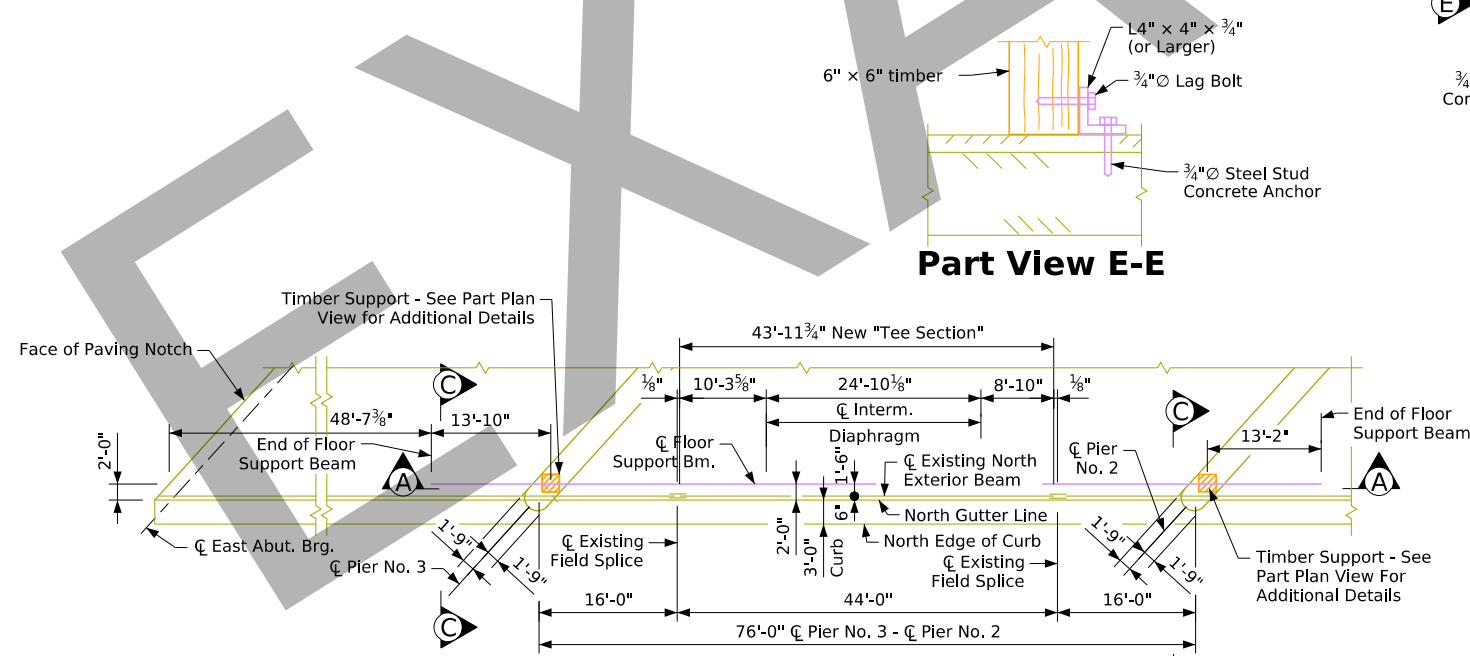 E
L4" × 4" × ¾"
(or Larger)
6" × 6" timber
¾"∅ Lag Bolt
¾
Cor
¾"∅ Steel Stud
Concrete Anchor
Part View E-E
Timber Support - See Part Plan
View for Additional Details
43'-11¾" New "Tee Section"
Face of Paving Notch
C
⅛"
10'-3⅝"
24'-10⅛"
8'-10"
⅛"
48'-7⅜"
13'-10"
℄ Interm.
Diaphragm
C
End of Floor
Support Beam
13'-2"
2'-0"
End of Floor
Support Beam
℄ Floor
Support Bm.
℄ Pier
No. 2
A
1'-6"
℄ Existing North
Exterior Beam
A
6"
North Gutter Line
2'-0"
3'-0"
Curb
North Edge of Curb
℄ East Abut. Brg.
1'-9"
℄ Pier No. 3
1'-9"
℄ Existing
Field Splice
℄ Existing
Field Splice
1'-9"
1'-9"
Timber Support - See
Part Plan View For
Additional Details
C
16'-0"
44'-0"
16'-0"
76'-0" ℄ Pier No. 3 - ℄ Pier No. 2
EXA